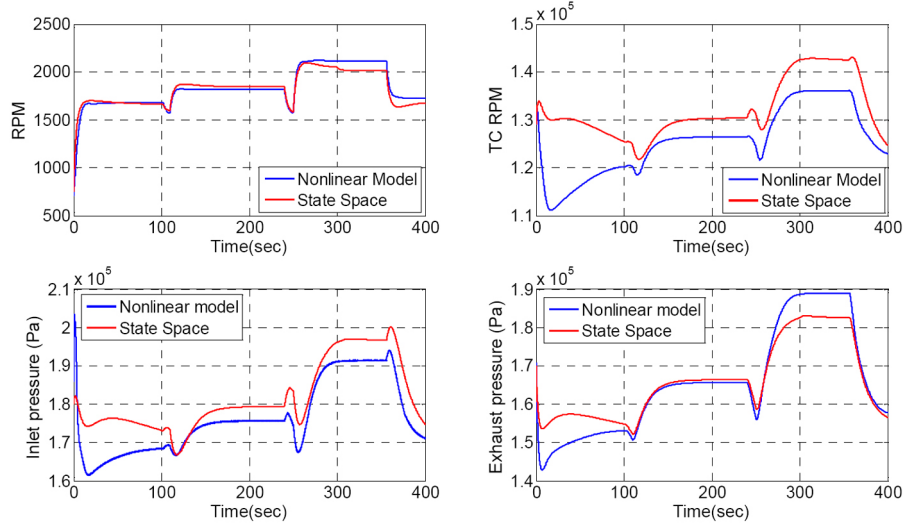 2500
2000
1500
1000
500
RPM
0 100 200 300 400
Time(sec)
Nonlinear Model
State Space
x 10^5
1.5
1.4
1.3
1.2
1.1
TC RPM
0 100 200 300 400
Time(sec)
Nonlinear Model
State Space
x 10^5
2.1
2
1.9
1.8
1.7
1.6
Inlet pressure (Pa)
0 100 200 300 400
Time(sec)
Nonlinear model
State Space
x 10^5
1.9
1.8
1.7
1.6
1.5
1.4
Exhaust pressure (Pa)
0 100 200 300 400
Time(sec)
Nonlinear model
State Space